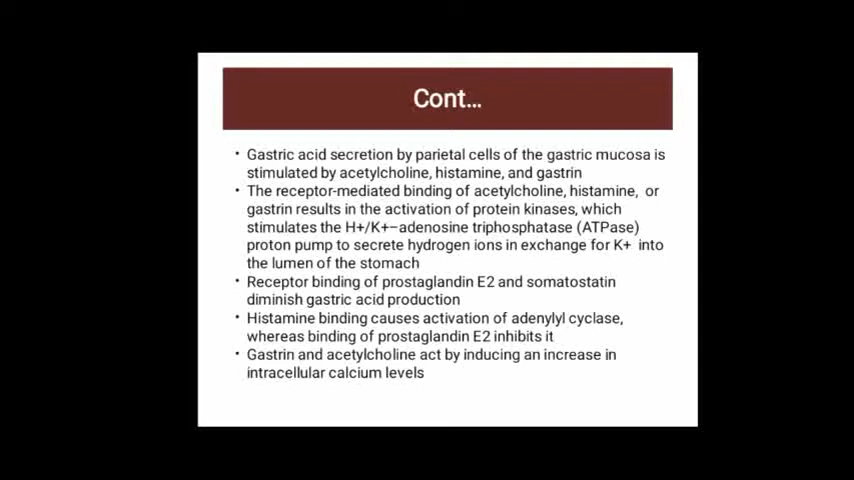 Cont...
• Gastric acid secretion by parietal cells of the gastric mucosa is
stimulated by acetylcholine, histamine, and gastrin
• The receptor-mediated binding of acetylcholine, histamine, or
gastrin results in the activation of protein kinases, which
stimulates the H+/K+–adenosine triphosphatase (ATPase)
proton pump to secrete hydrogen ions in exchange for K+ into
the lumen of the stomach
• Receptor binding of prostaglandin E2 and somatostatin
diminish gastric acid production
• Histamine binding causes activation of adenylyl cyclase,
whereas binding of prostaglandin E2 inhibits it
• Gastrin and acetylcholine act by inducing an increase in
intracellular calcium levels